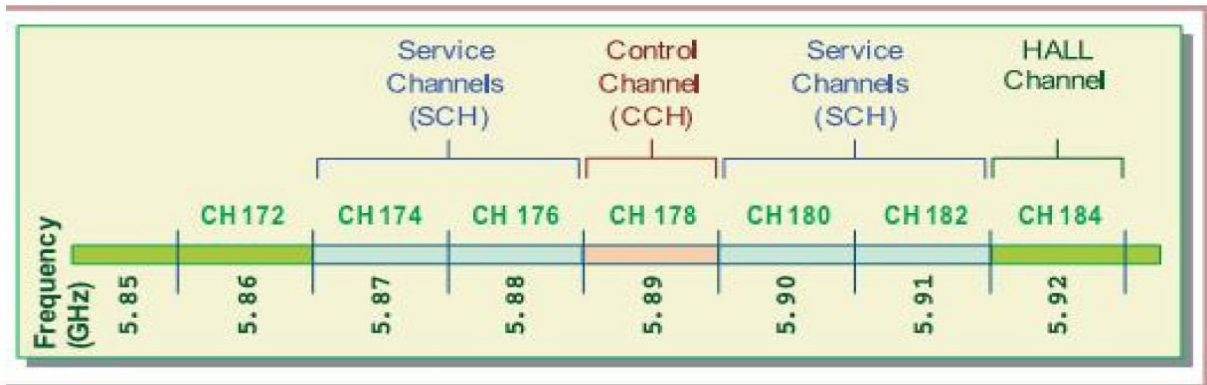 Service Channels (SCH)
Control Channel (CCH)
Service Channels (SCH)
HALL Channel
CH 172 CH 174 CH 176 CH 178 CH 180 CH 182 CH 184
Frequency (GHz)
5.85 5.86 5.87 5.88 5.89 5.90 5.91 5.92